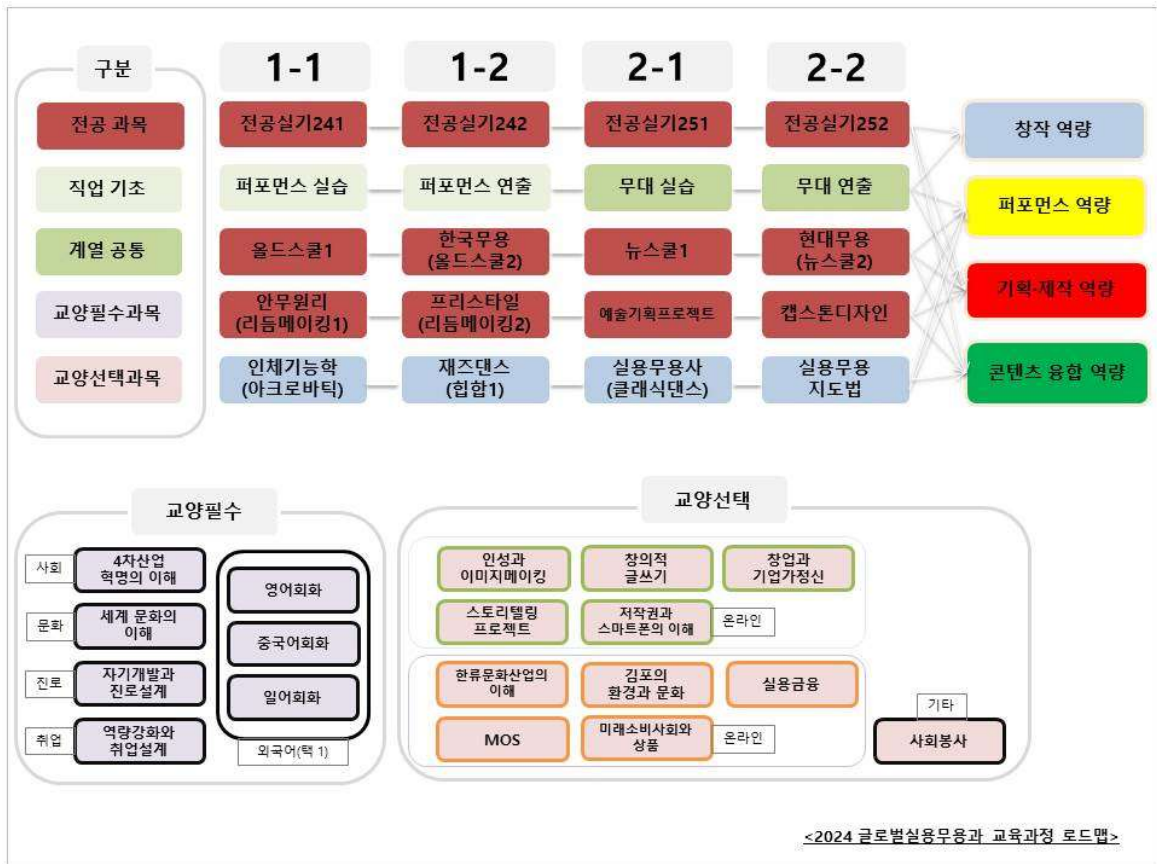 구분
1-1
1-2
2-1
2-2
전공 과목
전공실기241
전공실기242
전공실기251
전공실기252
창작 역량
직업 기초
퍼포먼스 실습
퍼포먼스 연출
무대 실습
무대 연출
퍼포먼스 역량
계열 공통
올드스쿨1
한국무용
(올드스쿨2)
뉴스쿨1
현대무용
(뉴스쿨2)
기획·제작 역량
교양필수과목
안무원리
(리듬메이킹1)
프리스타일
(리듬메이킹2)
예술기획프로젝트
캡스톤디자인
교양선택과목
인체기능학
(아크로바틱)
재즈댄스
(힙합1)
실용무용사
(클래식댄스)
실용무용
지도법
콘텐츠 융합 역량
교양필수
사회
4차산업
혁명의 이해
문화
세계 문화의
이해
진로
자기개발과
진로설계
취업
역량강화와
취업설계
영어회화
중국어회화
일어회화
외국어(택 1)
교양선택
인성과
이미지메이킹
창의적
글쓰기
창업과
기업가정신
스토리텔링
프로젝트
저작권과
스마트폰의 이해
온라인
한류문화산업의
이해
김포의
환경과 문화
실용금융
MOS
미래소비사회와
상품
온라인
기타
사회봉사
<2024 글로벌실용무용과 교육과정 로드맵>